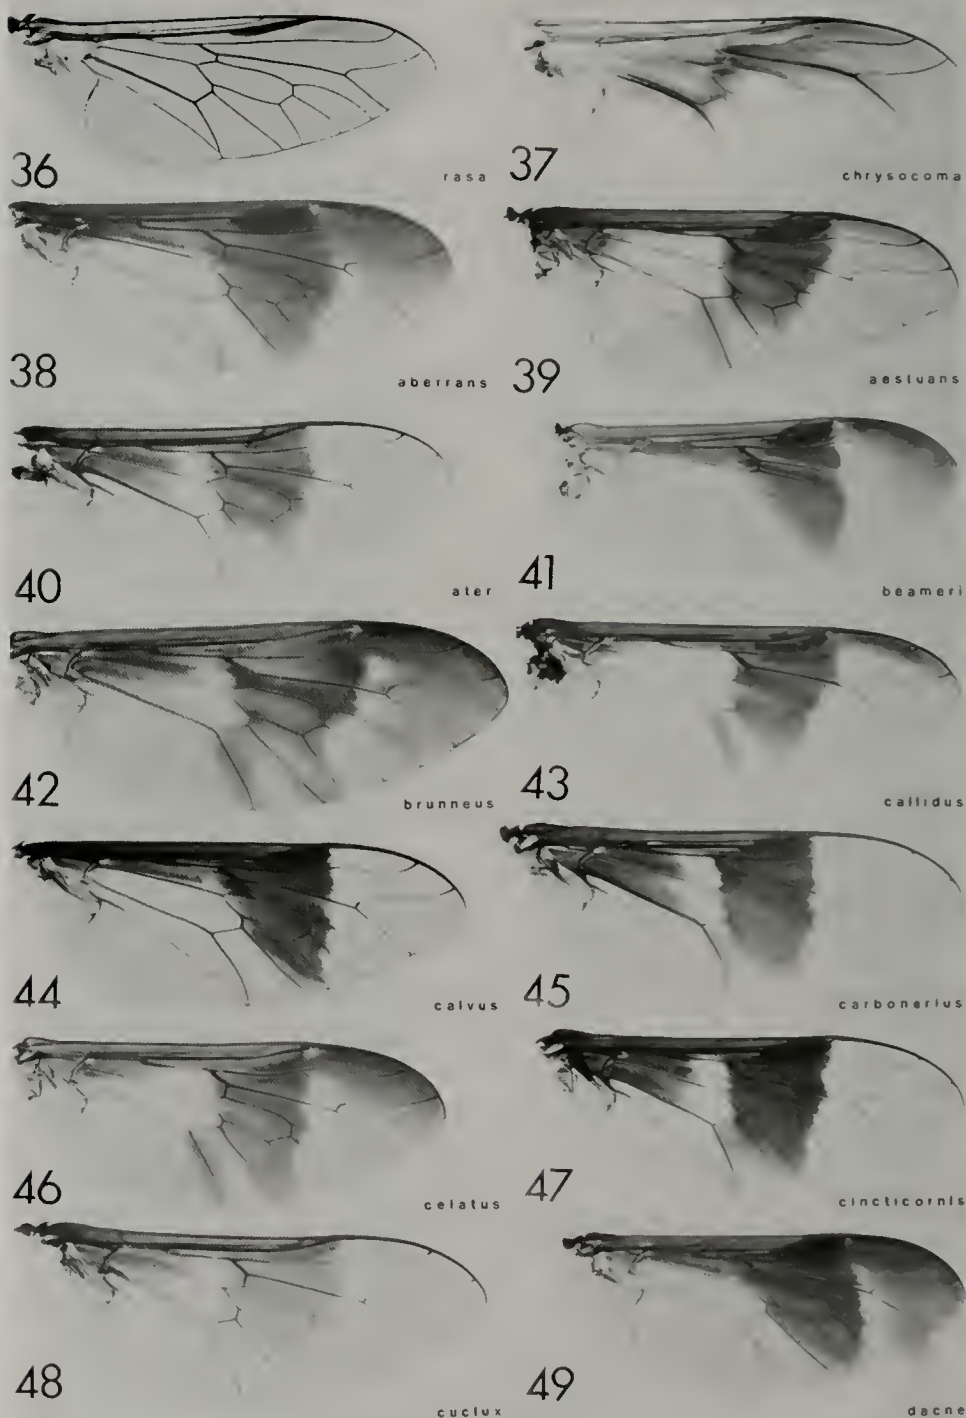 36
rasa
37
chrysocoma
38
aberrans
39
aestuans
40
ater
41
beameri
42
brunneus
43
callidus
44
calvus
45
carbonarius
46
celatus
47
cincticornis
48
cuclux
49
dacne